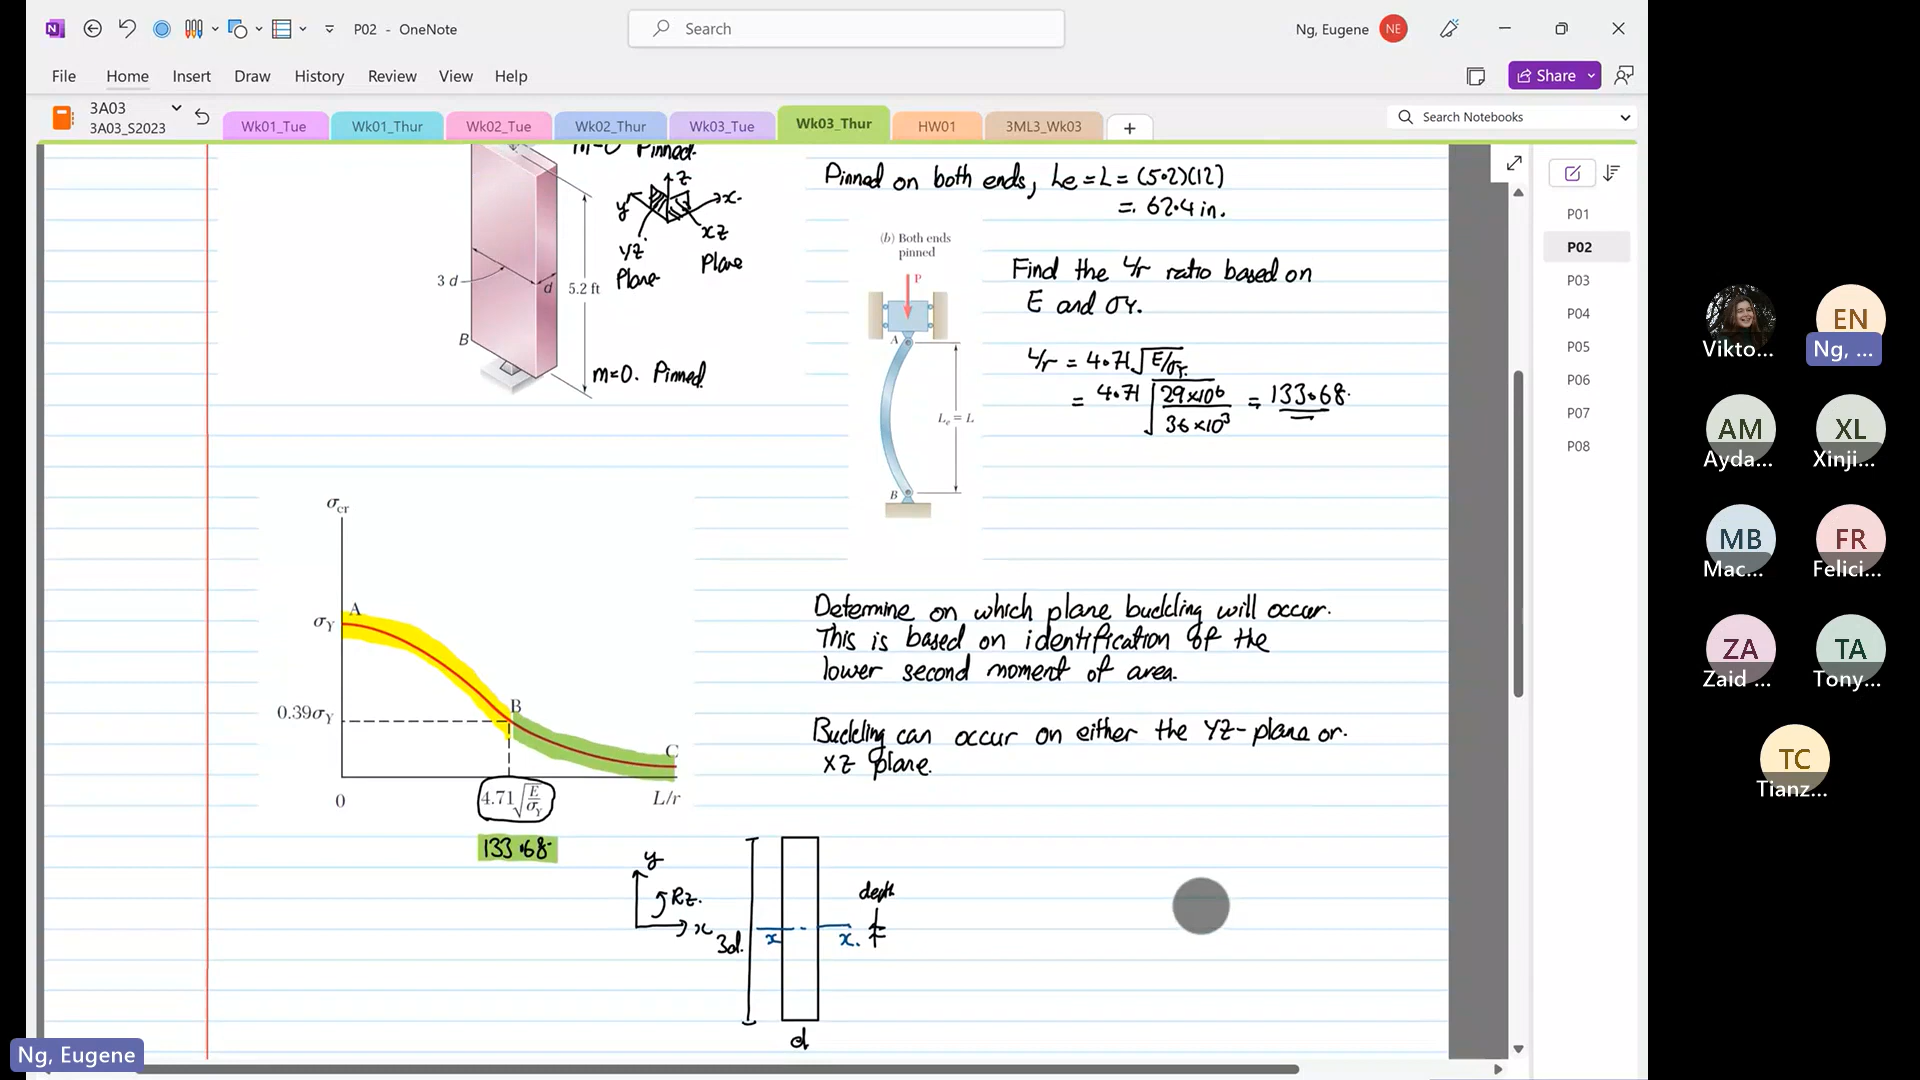 P02 - OneNote
Search
Ng, Eugene
NE
File Home Insert Draw History Review View Help
Share
3A03
3A03_S2023
Wk01_Tue
Wk01_Thur
Wk02_Tue
Wk02_Thur
Wk03_Tue
Wk03_Thur
HW01
3ML3_Wk03
Search Notebooks
m=0 Pinned.
z
y
x.
YZ
Plane
XZ
Plane
3 d
d
5.2 ft
B
m=0. Pinned
Pinned on both ends, Le = L = (5.2)(12)
= 62.4 in.
(b) Both ends
pinned
P
A
Le = L
B
Find the L/r ratio based on
E and σY.
L/r = 4.71√E/σY
= 4.71 √29×10⁶/36×10³ = 133.68.
σcr
σY
A
0.39σY
B
C
0
4.71√E/σY
L/r
133.68
Determine on which plane buckling will occur.
This is based on identification of the
lower second moment of area.
Buckling can occur on either the YZ-plane or.
XZ plane.
y
Rz.
x
3d.
x
x.
depth
d
P01
P02
P03
P04
P05
P06
P07
P08
Vikto...
EN
Ng, ...
AM
Ayda...
XL
Xinji...
MB
Mac...
FR
Felici...
ZA
Zaid ...
TA
Tony...
TC
Tianz...
Ng, Eugene